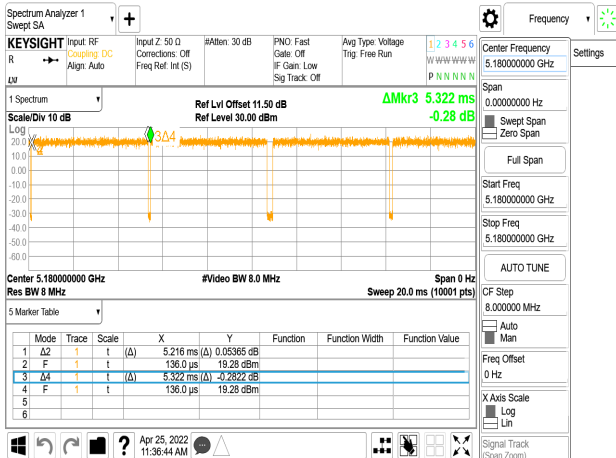 Spectrum Analyzer 1
Swept SA
Frequency
Settings
KEYSIGHT
R
LXI
Input: RF
Coupling: DC
Align: Auto
Input Z: 50 Ω
Corrections: Off
Freq Ref: Int (S)
#Atten: 30 dB
PNO: Fast
Gate: Off
IF Gain: Low
Sig Track: Off
Avg Type: Voltage
Trig: Free Run
1 2 3 4 5 6
W W W W W W
P N N N N N
1 Spectrum
Scale/Div 10 dB
Ref Lvl Offset 11.50 dB
Ref Level 30.00 dBm
ΔMkr3 5.322 ms
-0.28 dB
Log
3Δ4
20.0
10.0
0.00
-10.0
-20.0
-30.0
-40.0
-50.0
-60.0
Center 5.180000000 GHz
Res BW 8 MHz
#Video BW 8.0 MHz
Span 0 Hz
Sweep 20.0 ms (10001 pts)
5 Marker Table
Mode Trace Scale X Y Function Function Width Function Value
1 Δ2 1 t (Δ) 5.216 ms (Δ) 0.05365 dB
2 F 1 t 136.0 µs 19.28 dBm
3 Δ4 1 t (Δ) 5.322 ms (Δ) -0.2822 dB
4 F 1 t 136.0 µs 19.28 dBm
5
6
?
Apr 25, 2022
11:36:44 AM
Center Frequency
5.180000000 GHz
Span
0.00000000 Hz
Swept Span
Zero Span
Full Span
Start Freq
5.180000000 GHz
Stop Freq
5.180000000 GHz
AUTO TUNE
CF Step
8.000000 MHz
Auto
Man
Freq Offset
0 Hz
X Axis Scale
Log
Lin
Signal Track
(Span Zoom)